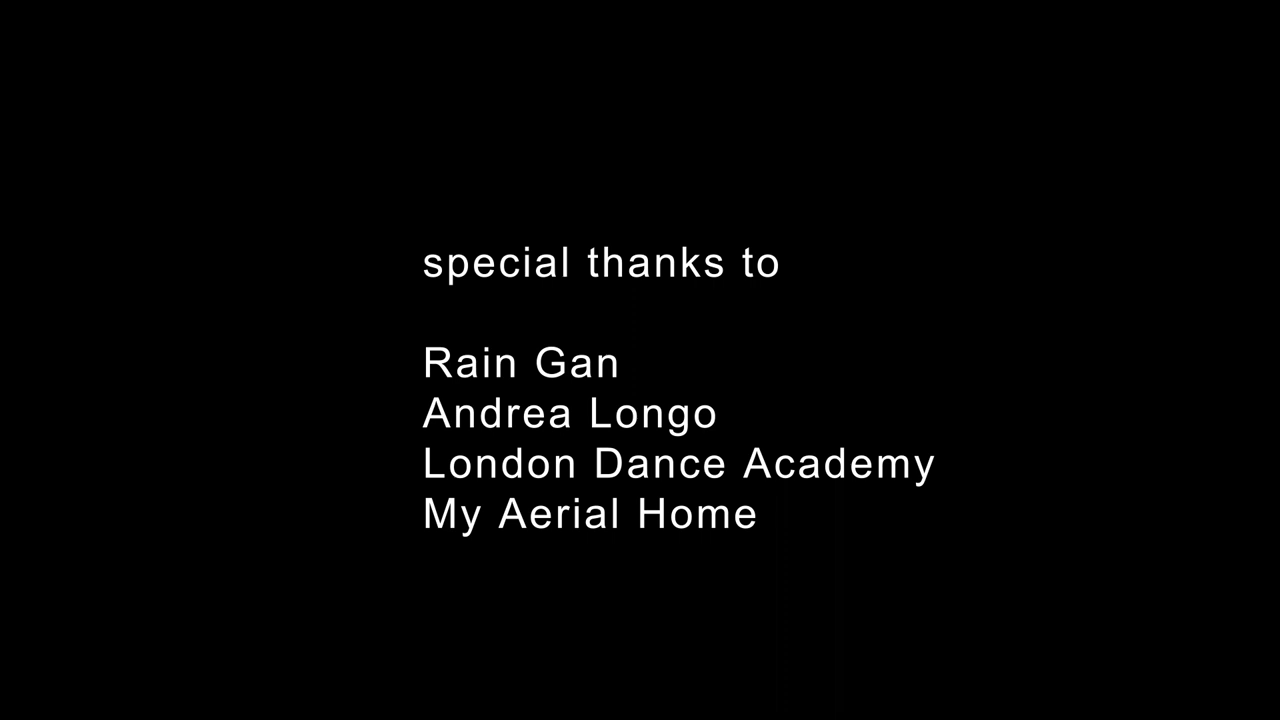 special thanks to
Rain Gan
Andrea Longo
London Dance Academy
My Aerial Home